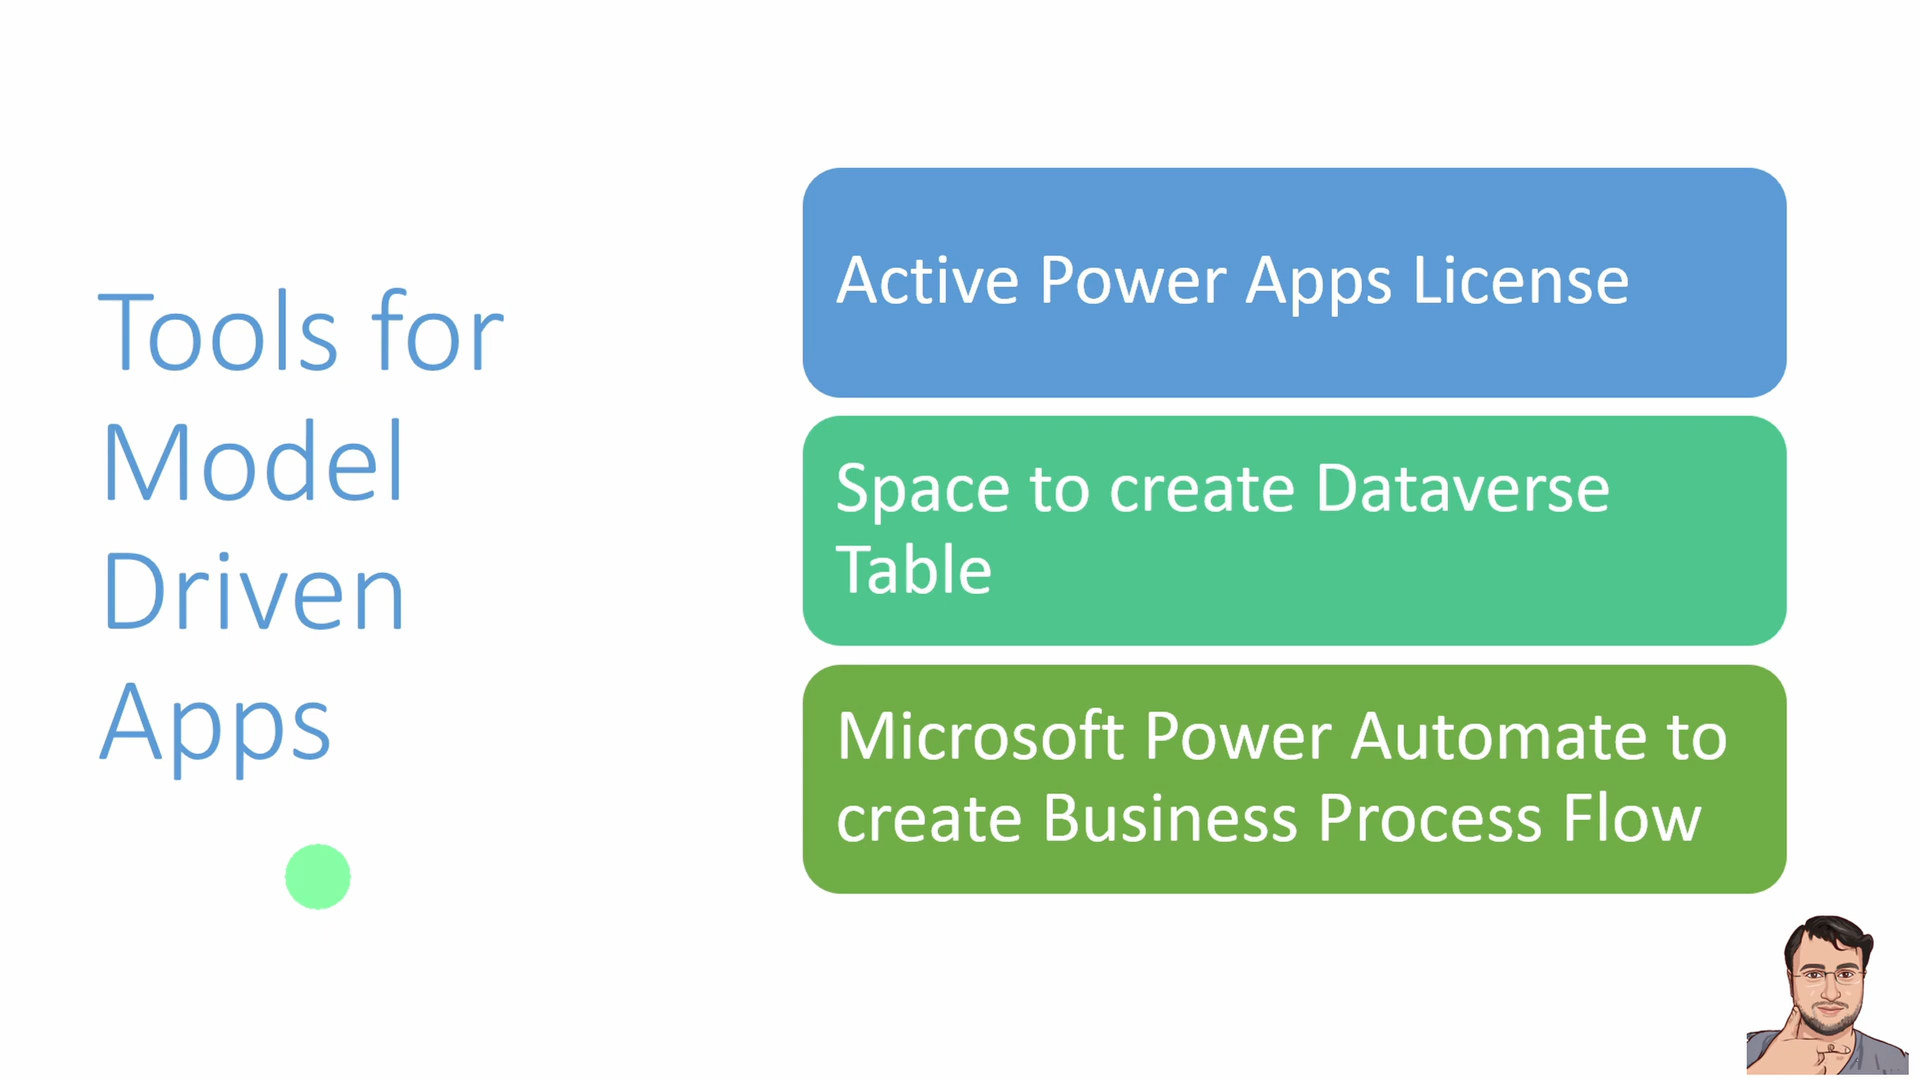 Tools for
Model
Driven
Apps
Active Power Apps License
Space to create Dataverse
Table
Microsoft Power Automate to
create Business Process Flow